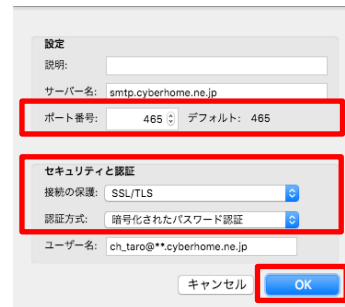 設定
説明:
サーバー名: smtp.cyberhome.ne.jp
ポート番号: 465 デフォルト: 465
セキュリティと認証
接続の保護: SSL/TLS
認証方式: 暗号化されたパスワード認証
ユーザー名: ch_taro@**.cyberhome.ne.jp
キャンセル OK